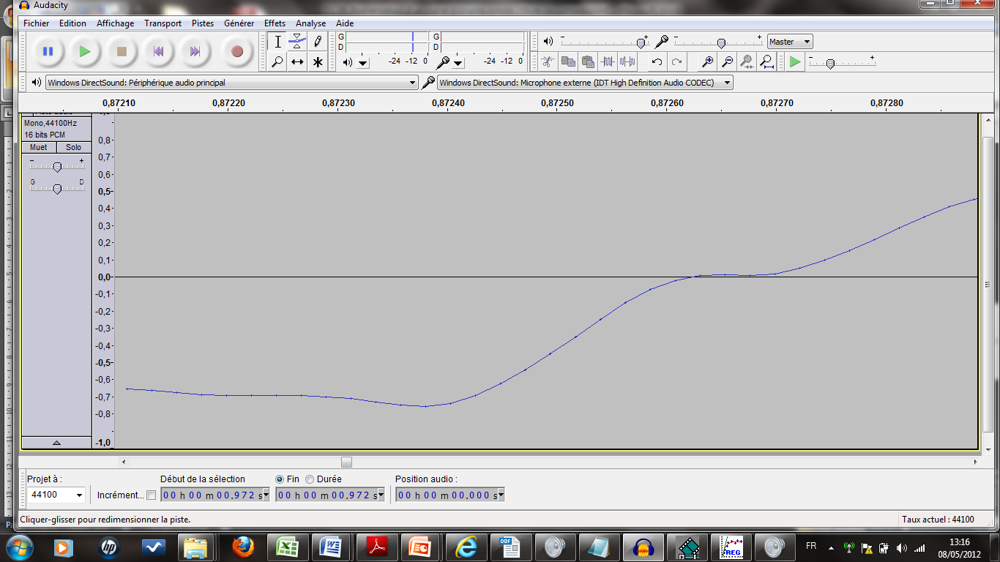 Audacity
Fichier Edition Affichage Transport Pistes Générer Effets Analyse Aide
G
D
-24 -12 0
G
D
-24 -12 0
- +
- +
Master
- +
Windows DirectSound: Périphérique audio principal
Windows DirectSound: Microphone externe (IDT High Definition Audio CODEC)
0,87210 0,87220 0,87230 0,87240 0,87250 0,87260 0,87270 0,87280
Mono,44100Hz
16 bits PCM
Muet Solo
- +
G D
0,8
0,7
0,6
0,5
0,4
0,3
0,2
0,1
0,0
-0,1
-0,2
-0,3
-0,4
-0,5
-0,6
-0,7
-0,8
-1,0
Projet à :
44100
Incrément...
Début de la sélection
00 h 00 m 00.972 s
Fin Durée
00 h 00 m 00.972 s
Position audio :
00 h 00 m 00.000 s
Cliquer-glisser pour redimensionner la piste.
Taux actuel : 44100
hp
ODF
REG
FR
13:16
08/05/2012